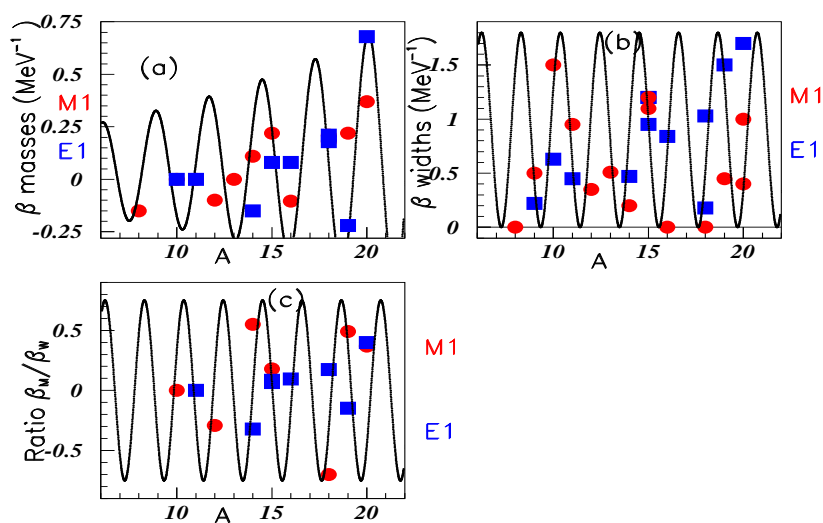 β masses (MeV⁻¹)
M1
E1
0.75
0.5
0.25
0
-0.25
(a)
10
15
20
A
β widths (MeV⁻¹)
1.5
1
0.5
0
(b)
10
15
20
A
M1
E1
Ratio β_M/β_W
0.5
0
-0.5
(c)
10
15
20
A
M1
E1